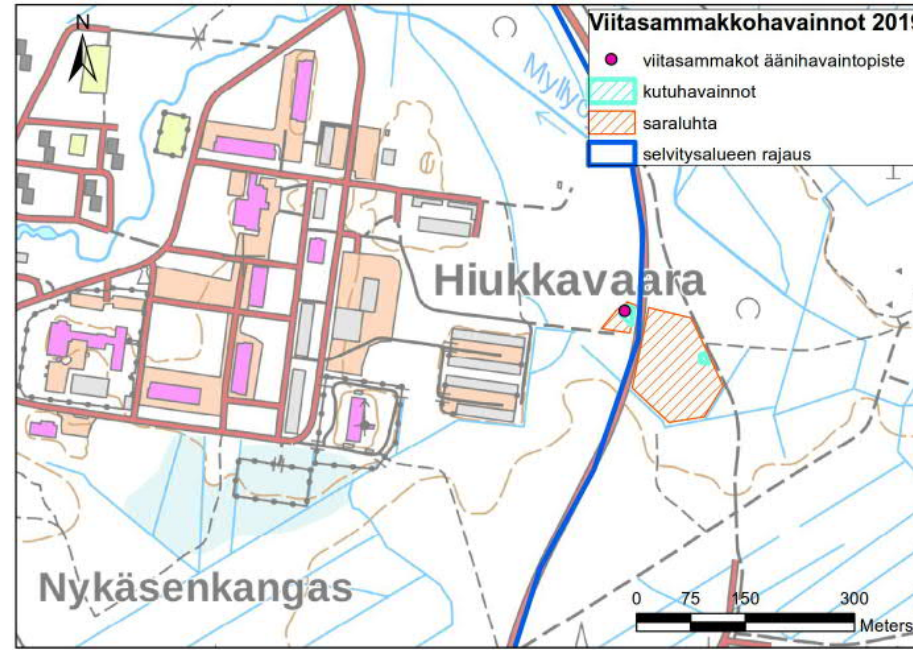 Viitasammakkohavainnot 2019
viitasammakot äänihavaintopiste
kutuhavainnot
saraluhta
selvitysalueen rajaus
N
Hiukkavaara
Nykäsenkangas
0 75 150 300
Meters